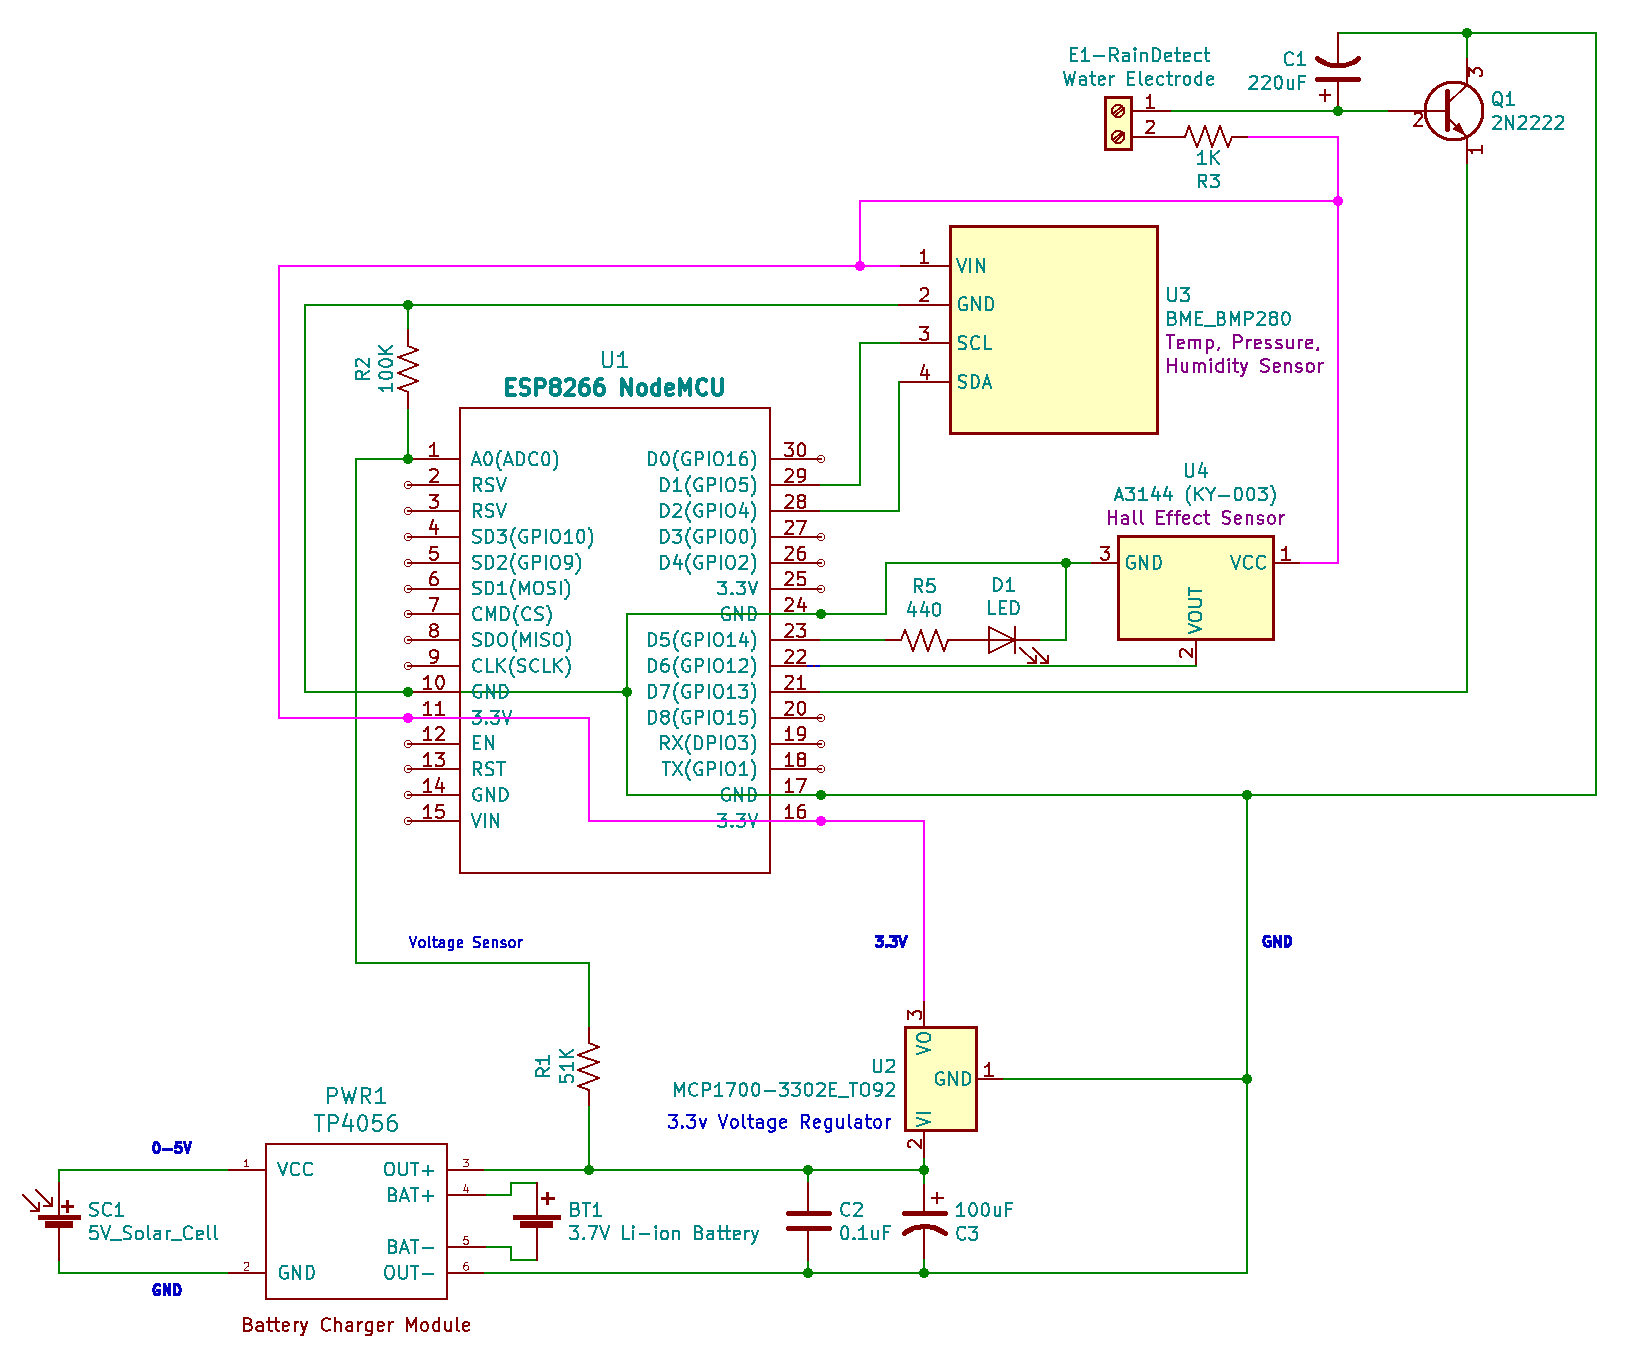 E1-RainDetect
Water Electrode
1
2
1K
R3
C1
220uF
+
3
2
1
Q1
2N2222
1
VIN
2
GND
3
SCL
4
SDA
U3
BME_BMP280
Temp, Pressure,
Humidity Sensor
R2
100K
U1
ESP8266 NodeMCU
1 A0(ADC0)
2 RSV
3 RSV
4 SD3(GPIO10)
5 SD2(GPIO9)
6 SD1(MOSI)
7 CMD(CS)
8 SDO(MISO)
9 CLK(SCLK)
10 GND
11 3.3V
12 EN
13 RST
14 GND
15 VIN
D0(GPIO16) 30
D1(GPIO5) 29
D2(GPIO4) 28
D3(GPIO0) 27
D4(GPIO2) 26
3.3V 25
GND 24
D5(GPIO14) 23
D6(GPIO12) 22
D7(GPIO13) 21
D8(GPIO15) 20
RX(DPIO3) 19
TX(GPIO1) 18
GND 17
3.3V 16
U4
A3144 (KY-003)
Hall Effect Sensor
3 GND
VCC 1
VOUT
2
R5
440
D1
LED
Voltage Sensor
3.3V
GND
R1
51K
3
VO
GND 1
VI
2
U2
MCP1700-3302E_TO92
3.3v Voltage Regulator
PWR1
TP4056
0-5V
1 VCC
2 GND
OUT+ 3
BAT+ 4
BAT- 5
OUT- 6
+
SC1
5V_Solar_Cell
GND
+
BT1
3.7V Li-ion Battery
C2
0.1uF
+
100uF
C3
Battery Charger Module